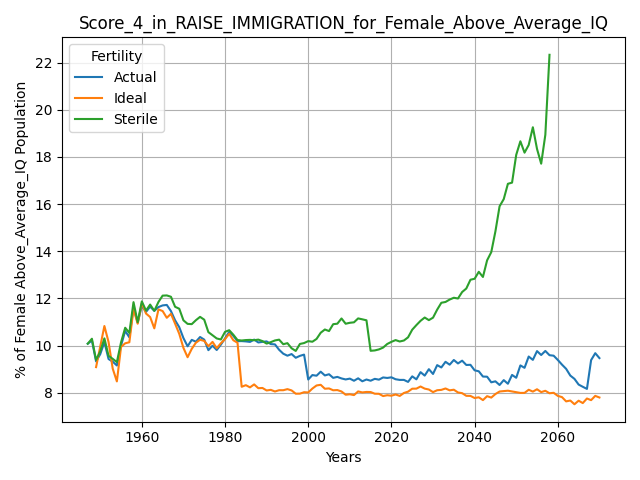 Score_4_in_RAISE_IMMIGRATION_for_Female_Above_Average_IQ
% of Female Above_Average_IQ Population
22
20
18
16
14
12
10
8
Fertility
Actual
Ideal
Sterile
1960 1980 2000 2020 2040 2060
Years